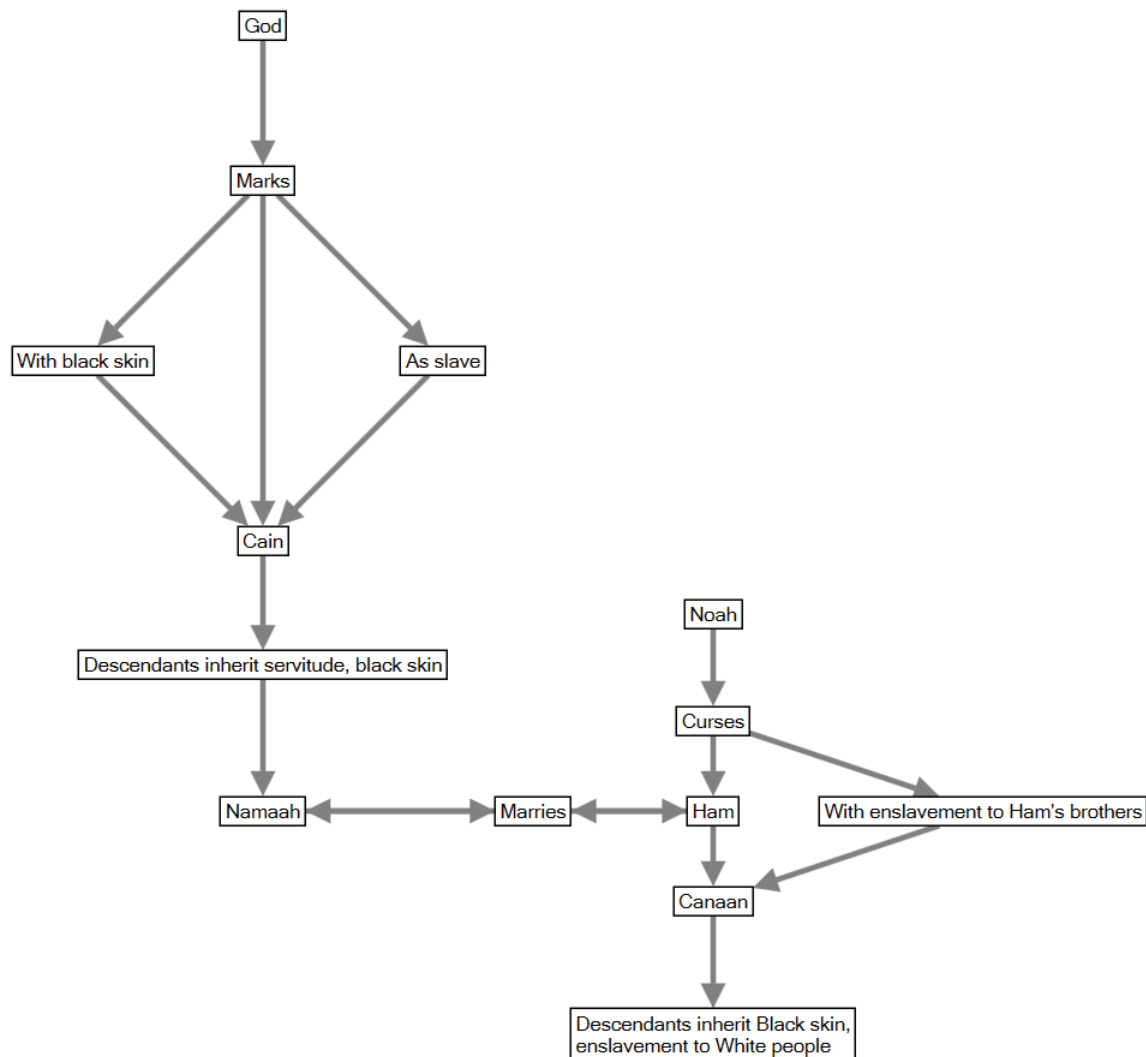 God
Marks
With black skin
As slave
Cain
Noah
Descendants inherit servitude, black skin
Curses
Namaah
Marries
Ham
With enslavement to Ham's brothers
Canaan
Descendants inherit Black skin,
enslavement to White people